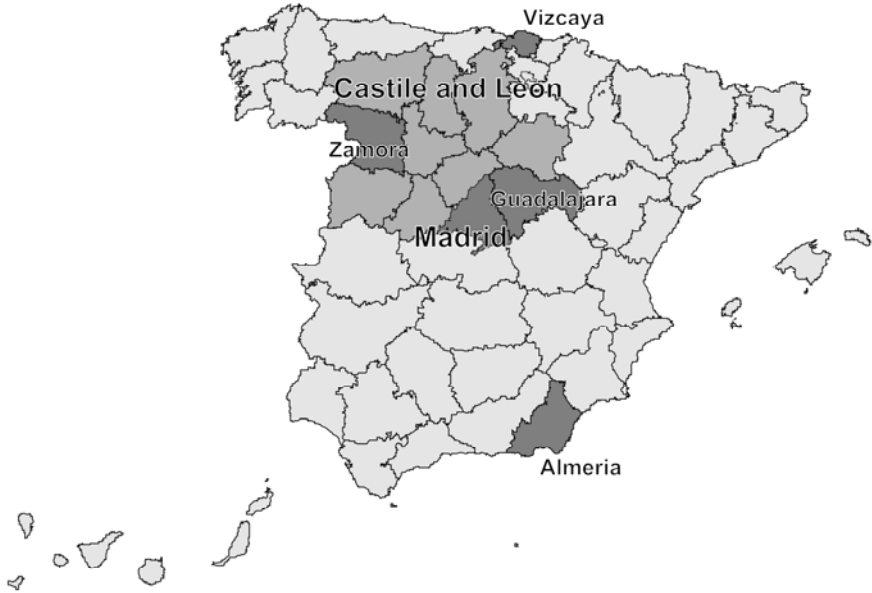 Vizcaya
Castile and Leon
Zamora
Guadalajara
Madrid
Almeria